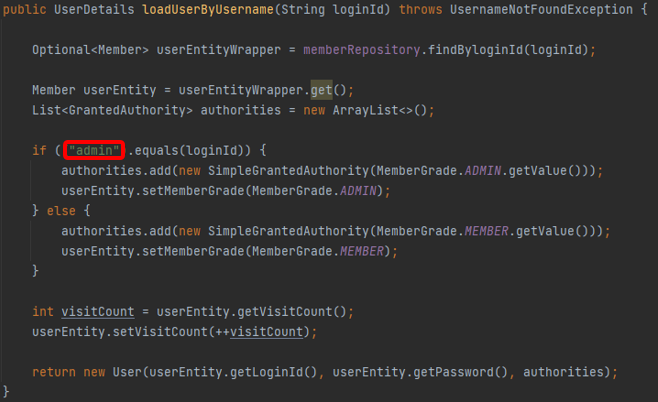 public UserDetails loadUserByUsername(String loginId) throws UsernameNotFoundException {
Optional<Member> userEntityWrapper = memberRepository.findByloginId(loginId);
Member userEntity = userEntityWrapper.get();
List<GrantedAuthority> authorities = new ArrayList<>();
if ("admin".equals(loginId)) {
authorities.add(new SimpleGrantedAuthority(MemberGrade.ADMIN.getValue()));
userEntity.setMemberGrade(MemberGrade.ADMIN);
} else {
authorities.add(new SimpleGrantedAuthority(MemberGrade.MEMBER.getValue()));
userEntity.setMemberGrade(MemberGrade.MEMBER);
}
int visitCount = userEntity.getVisitCount();
userEntity.setVisitCount(++visitCount);
return new User(userEntity.getLoginId(), userEntity.getPassword(), authorities);
}